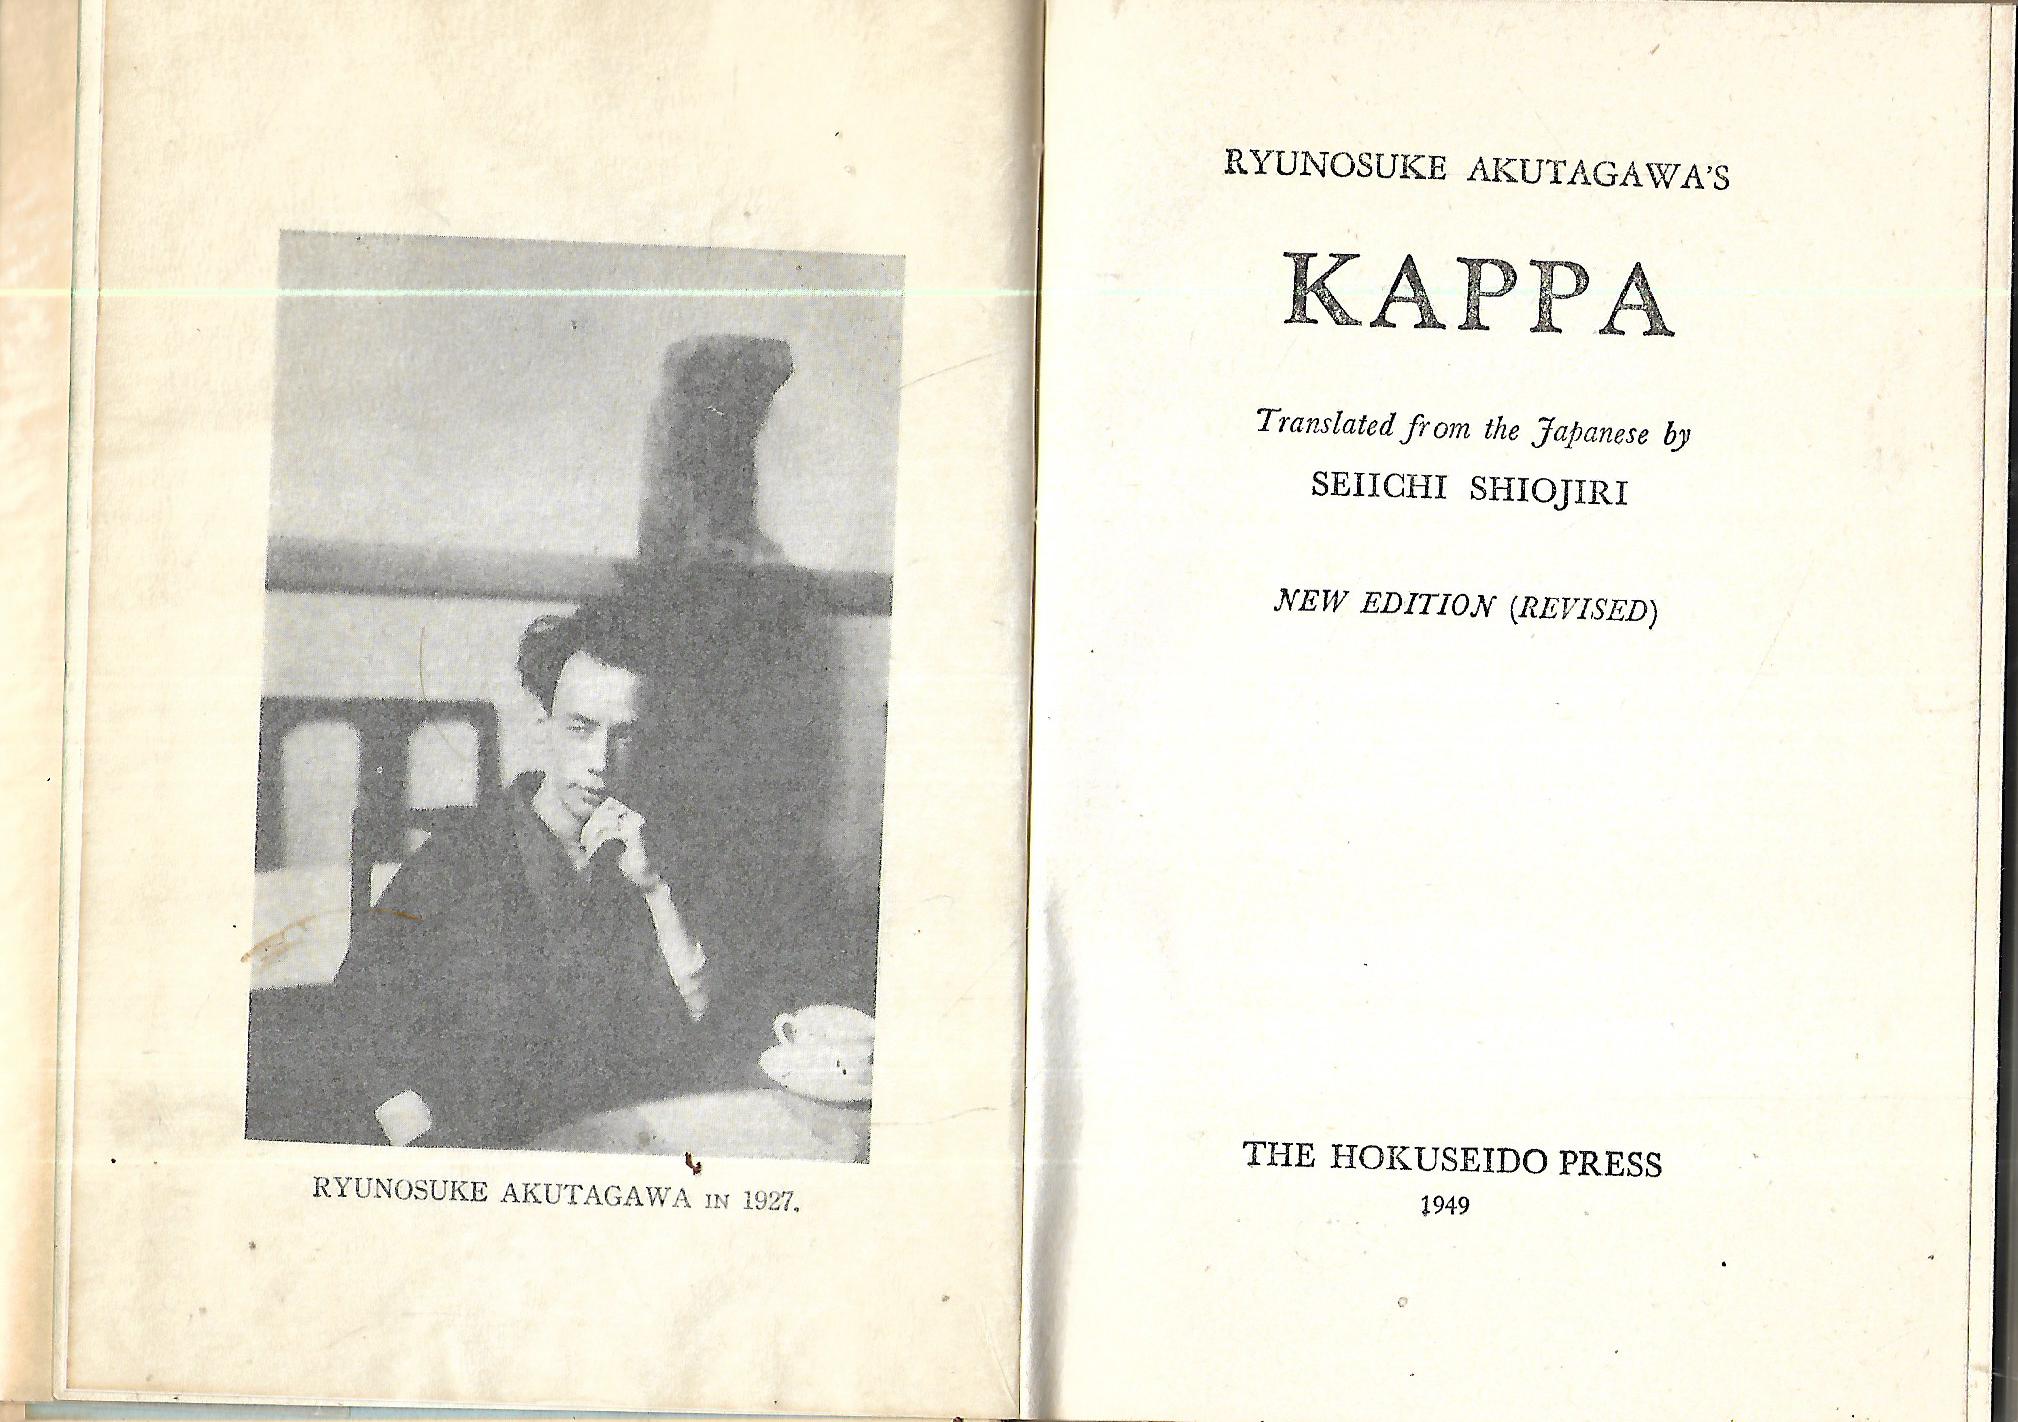 RYUNOSUKE AKUTAGAWA IN 1927.
RYUNOSUKE AKUTAGAWA'S
KAPPA
Translated from the Japanese by
SEIICHI SHIOJIRI
NEW EDITION (REVISED)
THE HOKUSEIDO PRESS
1949